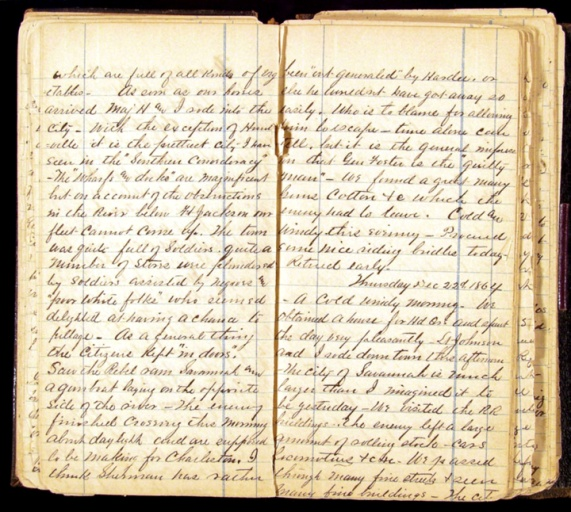 which are full of all kinds of veg
etables - As soon as our horses
arrived Maj H & I rode into the
City - With the exception of Hunts
ville it is the prettiest city I have
seen in the "Southern Confederacy"
- The "Wharfs & docks" are magnificent
but on account of the obstructions
in the River below Ft Jackson our
fleet cannot come up. The town
was quite full of Soldiers. quite a
number of stores were plundered
by soldiers assisted by negroes &
"poor white folks" who seemed
delighted at having a chance to
pillage - As a general thing
the citizens kept "in doors".
Saw the Rebel ram Savannah and
a gunboat laying on the opposite
side of the river - The enemy
finished crossing this morning
about daylight and are supposed
to be making for Charleston. I
think Sherman has rather
been "out generaled" by Hardee. or
else he could'nt have got away so
easily. Who is to blame for allowing
him to escape - time alone can
tell. but it is the general impression
on that Gen Foster is the "guilty
man" - We found a great many
Guns Cotton &c which the
enemy had to leave. Cold &
windy this evening - Procured
some nice riding bridles today -
Retired early.
Thursday Dec 22d 1864
- A cold windy morning - We
obtained a house for Hd Qrs and spent
the day very pleasantly - Lt Johnson
and I rode down town this afternoon
- The City of Savannah is much
larger than I imagined it to
be yesterday - We visited the RR
buildings - the enemy left a large
amount of rolling stock - cars
locomotives &c &c - We passed
through many fine streets & seen
many fine buildings - The cit